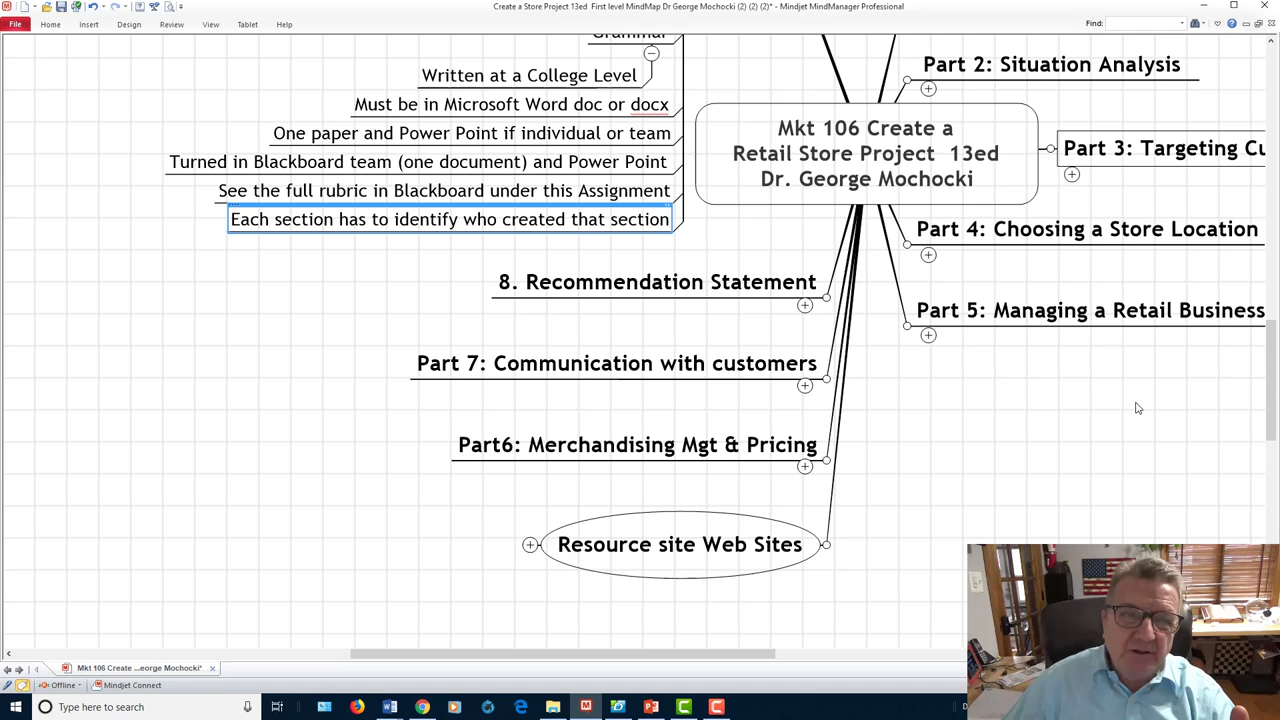 Create a Store Project 13ed First level MindMap Dr George Mochocki (2) (2) (2)* - Mindjet MindManager Professional
File Home Insert Design Review View Tablet Help
Find:
Grammar
Written at a College Level
Must be in Microsoft Word doc or docx
One paper and Power Point if individual or team
Turned in Blackboard team (one document) and Power Point
See the full rubric in Blackboard under this Assignment
Each section has to identify who created that section
8. Recommendation Statement
Part 7: Communication with customers
Part6: Merchandising Mgt & Pricing
Resource site Web Sites
Mkt 106 Create a
Retail Store Project 13ed
Dr. George Mochocki
Part 2: Situation Analysis
Part 3: Targeting Cu
Part 4: Choosing a Store Location
Part 5: Managing a Retail Business
Mkt 106 Create ...eorge Mochocki*
Offline
Mindjet Connect
Type here to search